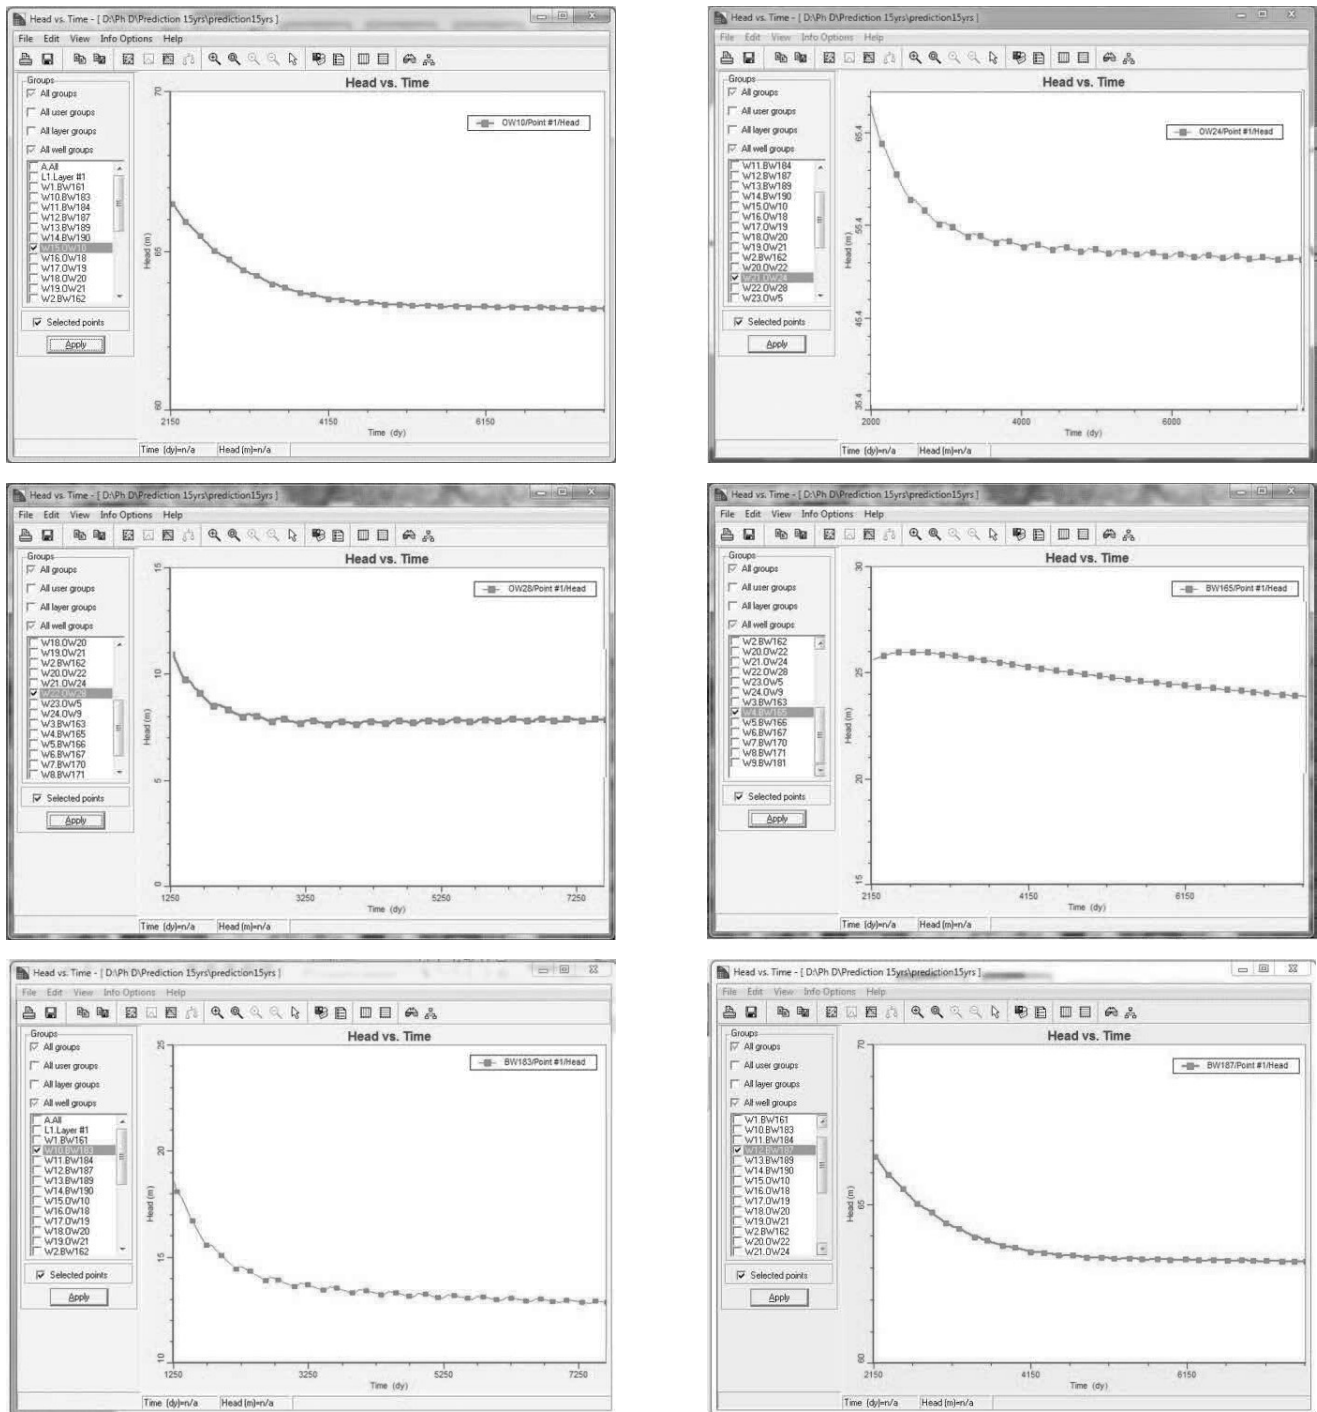 Head vs. Time - [ D:\Ph D\Prediction 15yrs\prediction15yrs ]
File Edit View Info Options Help
Groups
All groups
All user groups
All layer groups
All well groups
A.All
L1.Layer #1
W1.BW161
W10.BW183
W11.BW184
W12.BW187
W13.BW189
W14.BW190
W15.OW10
W16.OW18
W17.OW19
W18.OW20
W19.OW21
W2.BW162
Selected points
Apply
Head vs. Time
OW10/Point #1/Head
70
65
60
Head (m)
2150 4150 6150
Time (dy)
Time (dy)=n/a Head (m)=n/a
Head vs. Time - [ D:\Ph D\Prediction 15yrs\prediction15yrs ]
File Edit View Info Options Help
Groups
All groups
All user groups
All layer groups
All well groups
W11.BW184
W12.BW187
W13.BW189
W14.BW190
W15.OW10
W16.OW18
W17.OW19
W18.OW20
W19.OW21
W2.BW162
W20.OW22
W21.OW24
W22.OW28
W23.OW5
Selected points
Apply
Head vs. Time
OW24/Point #1/Head
65.4
55.4
45.4
35.4
Head (m)
2000 4000 6000
Time (dy)
Time (dy)=n/a Head (m)=n/a
Head vs. Time - [ D:\Ph D\Prediction 15yrs\prediction15yrs ]
File Edit View Info Options Help
Groups
All groups
All user groups
All layer groups
All well groups
W18.OW20
W19.OW21
W2.BW162
W20.OW22
W21.OW24
W22.OW28
W23.OW5
W24.OW9
W3.BW163
W4.BW165
W5.BW166
W6.BW167
W7.BW170
W8.BW171
Selected points
Apply
Head vs. Time
OW28/Point #1/Head
15
10
5
0
Head (m)
1250 3250 5250 7250
Time (dy)
Time (dy)=n/a Head (m)=n/a
Head vs. Time - [ D:\Ph D\Prediction 15yrs\prediction15yrs ]
File Edit View Info Options Help
Groups
All groups
All user groups
All layer groups
All well groups
W2.BW162
W20.OW22
W21.OW24
W22.OW28
W23.OW5
W24.OW9
W3.BW163
W4.BW165
W5.BW166
W6.BW167
W7.BW170
W8.BW171
W9.BW181
Selected points
Apply
Head vs. Time
BW165/Point #1/Head
30
25
20
15
Head (m)
2150 4150 6150
Time (dy)
Time (dy)=n/a Head (m)=n/a
Head vs. Time - [ D:\Ph D\Prediction 15yrs\prediction15yrs ]
File Edit View Info Options Help
Groups
All groups
All user groups
All layer groups
All well groups
A.All
L1.Layer #1
W1.BW161
W10.BW183
W11.BW184
W12.BW187
W13.BW189
W14.BW190
W15.OW10
W16.OW18
W17.OW19
W18.OW20
W19.OW21
W2.BW162
Selected points
Apply
Head vs. Time
BW183/Point #1/Head
25
20
15
10
Head (m)
1250 3250 5250 7250
Time (dy)
Time (dy)=n/a Head (m)=n/a
Head vs. Time - [ D:\Ph D\Prediction 15yrs\prediction15yrs ]
File Edit View Info Options Help
Groups
All groups
All user groups
All layer groups
All well groups
W1.BW161
W10.BW183
W11.BW184
W12.BW187
W13.BW189
W14.BW190
W15.OW10
W16.OW18
W17.OW19
W18.OW20
W19.OW21
W2.BW162
W20.OW22
W21.OW24
Selected points
Apply
Head vs. Time
BW187/Point #1/Head
70
65
60
Head (m)
2150 4150 6150
Time (dy)
Time (dy)=n/a Head (m)=n/a